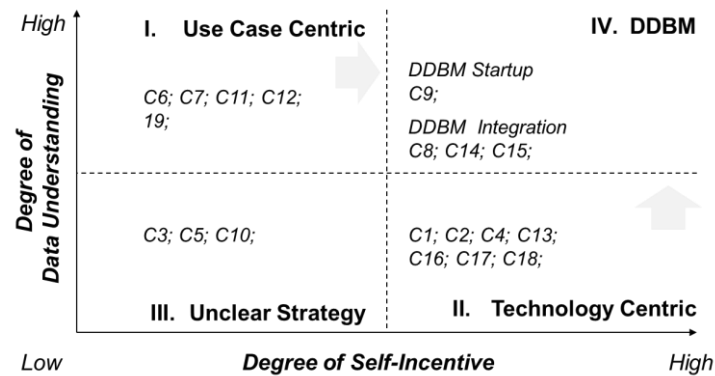 High
I. Use Case Centric
IV. DDBM
C6; C7; C11; C12;
19;
DDBM Startup
C9;
DDBM Integration
C8; C14; C15;
Degree of
Data Understanding
C3; C5; C10;
C1; C2; C4; C13;
C16; C17; C18;
III. Unclear Strategy
II. Technology Centric
Low
Degree of Self-Incentive
High